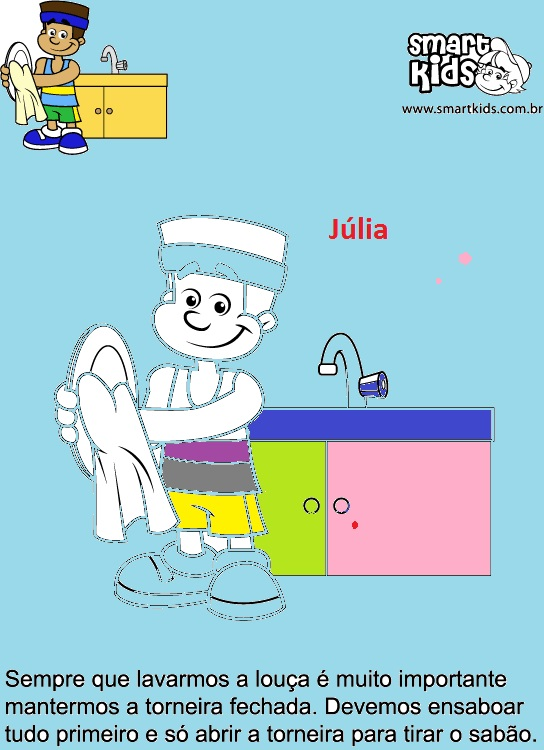 smart
kids
www.smartkids.com.br
Júlia
Sempre que lavarmos a louça é muito importante
mantermos a torneira fechada. Devemos ensaboar
tudo primeiro e só abrir a torneira para tirar o sabão.